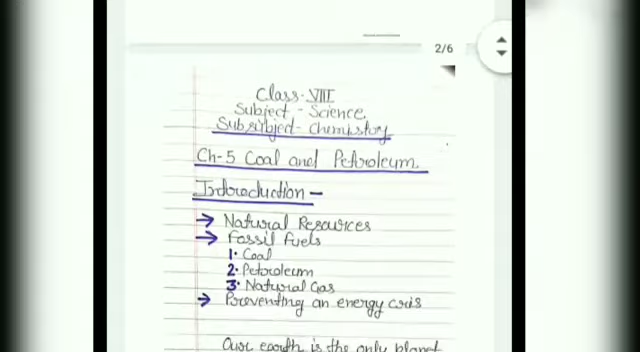 2/6
Class-VIII
Subject - Science
Subsubject- Chemistry
Ch-5 Coal and Petroleum
Introduction -
→ Natural Resources
→ Fossil Fuels
1. Coal
2. Petroleum
3. Natural Gas
→ Preventing an energy cris
Our earth is the only planet